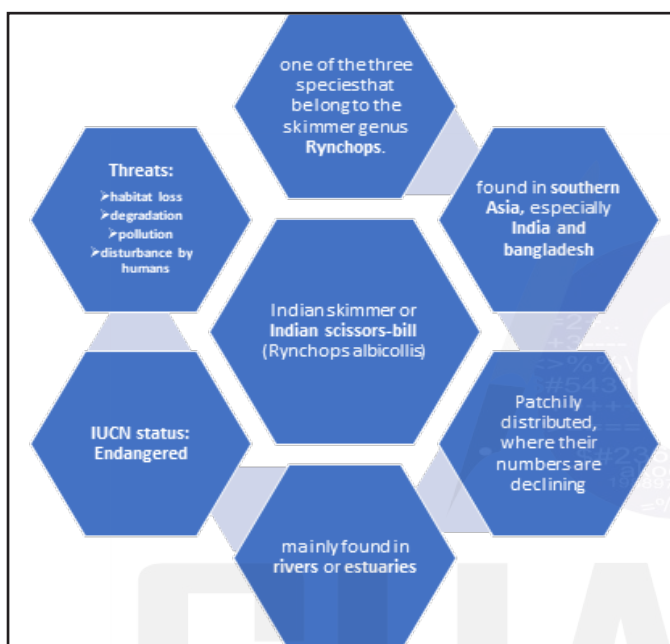 one of the three
speciesthat
belong to the
skimmer genus
Rynchops.
found in southern
Asia, especially
India and
bangladesh
Patchily
distributed,
where their
numbers are
declining
mainly found in
rivers or estuaries
IUCN status:
Endangered
Threats:
➢habitat loss
➢degradation
➢pollution
➢disturbance by
humans
Indian skimmer or
Indian scissors-bill
(Rynchops albicollis)